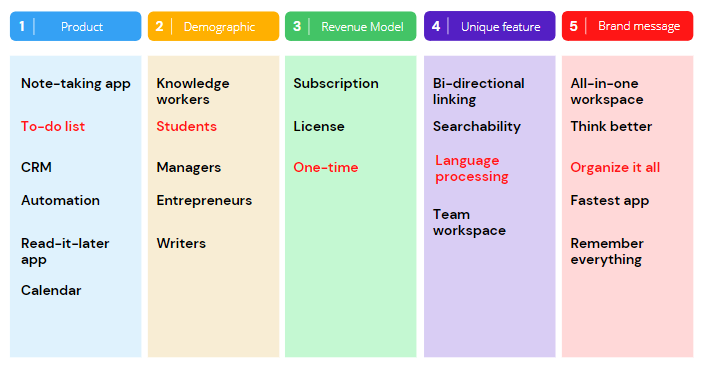 1 Product
2 Demographic
3 Revenue Model
4 Unique feature
5 Brand message
Note-taking app
To-do list
CRM
Automation
Read-it-later
app
Calendar
Knowledge
workers
Students
Managers
Entrepreneurs
Writers
Subscription
License
One-time
Bi-directional
linking
Searchability
Language
processing
Team
workspace
All-in-one
workspace
Think better
Organize it all
Fastest app
Remember
everything